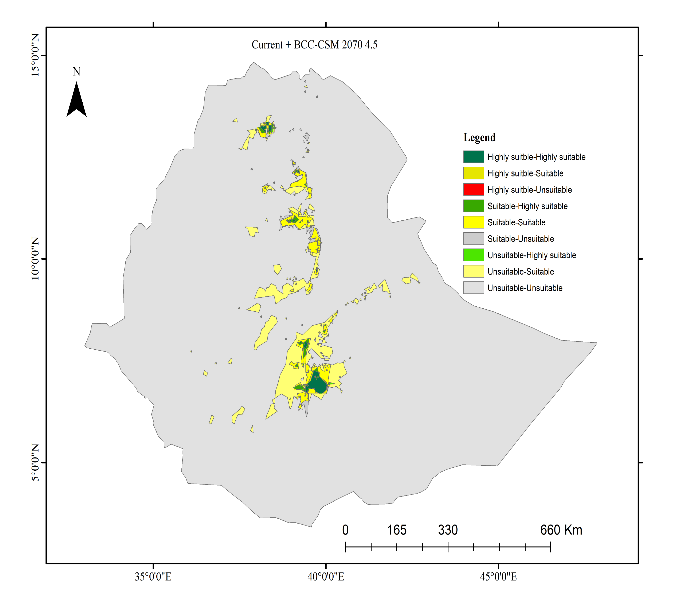 Current + BCC-CSM 2070 4.5
N
15°0'0"N
10°0'0"N
5°0'0"N
Legend
Highly suitble-Highly suitable
Highly suitble-Suitable
Highly suitble-Unsuitable
Suitable-Highly suitable
Suitable-Suitable
Suitable-Unsuitable
Unsuitable-Highly suitable
Unsuitable-Suitable
Unsuitable-Unsuitable
0 165 330 660 Km
35°0'0"E 40°0'0"E 45°0'0"E